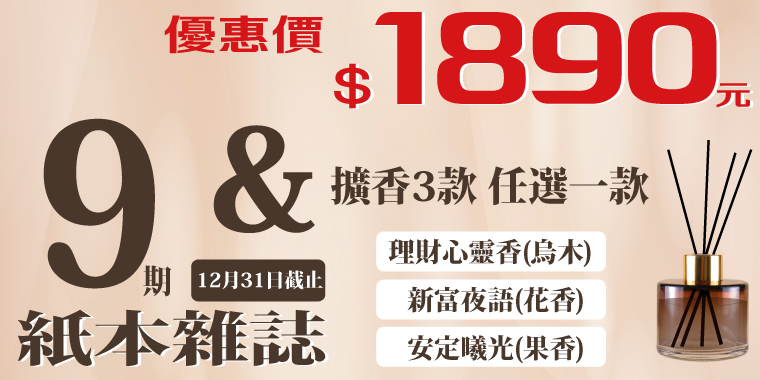 優惠價
$1890元
9期
&
擴香3款 任選一款
12月31日截止
紙本雜誌
理財心靈香(烏木)
新富夜語(花香)
安定曦光(果香)